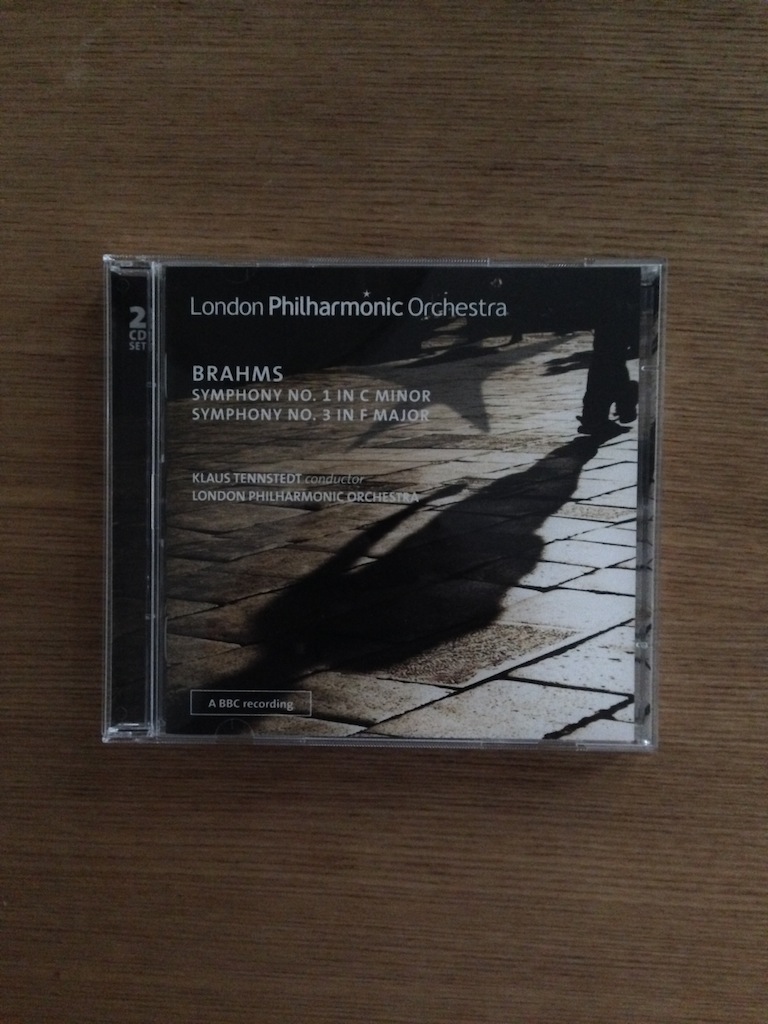 2
CD
SET
London Philharmonic Orchestra
BRAHMS
SYMPHONY NO. 1 IN C MINOR
SYMPHONY NO. 3 IN F MAJOR
KLAUS TENNSTEDT conductor
LONDON PHILHARMONIC ORCHESTRA
A BBC recording